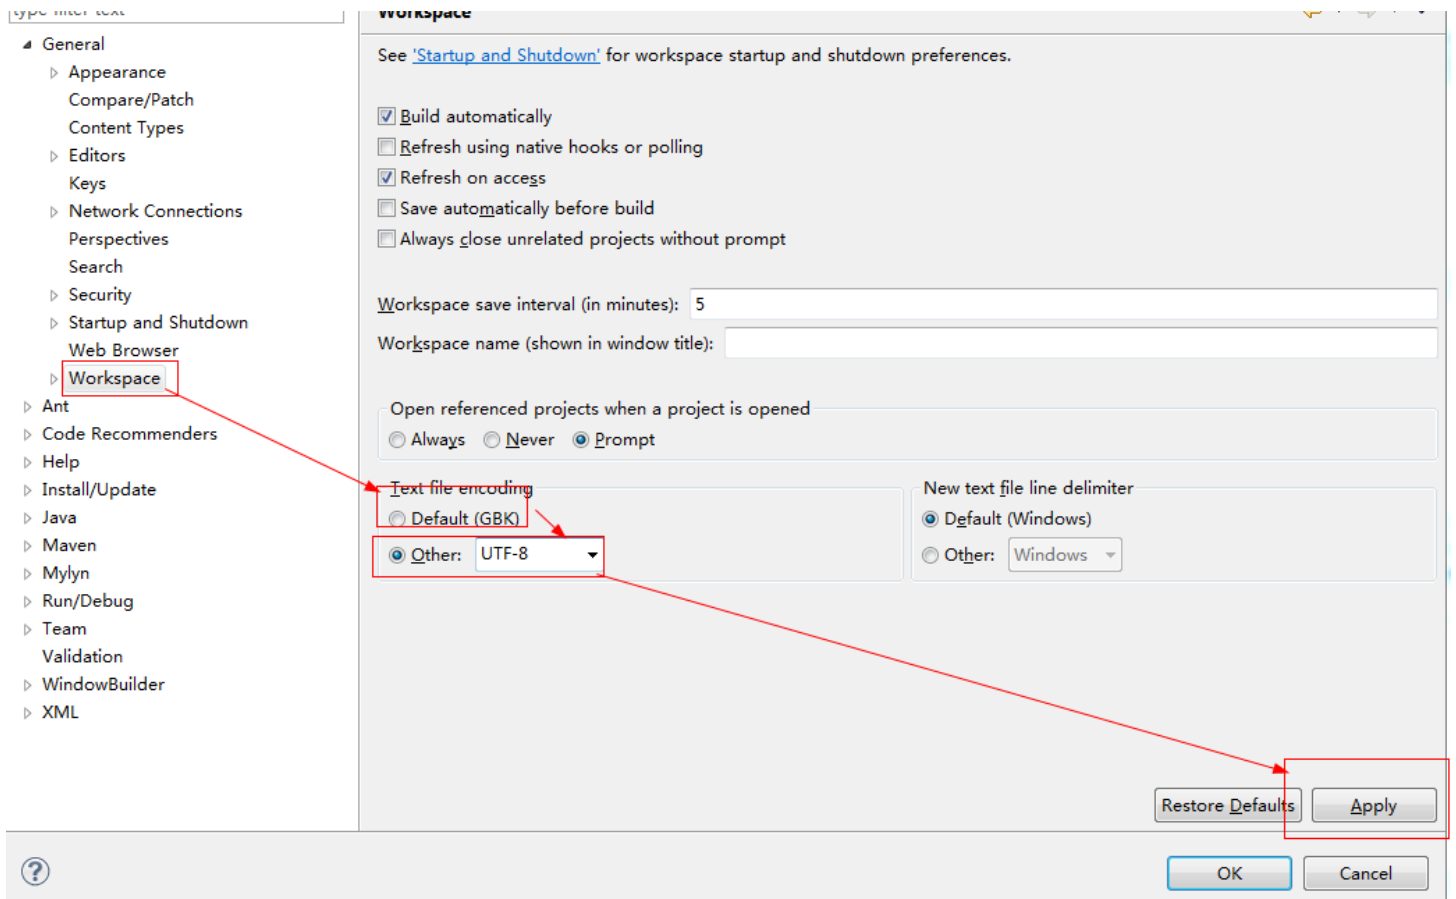 type filter text
General
Appearance
Compare/Patch
Content Types
Editors
Keys
Network Connections
Perspectives
Search
Security
Startup and Shutdown
Web Browser
Workspace
Ant
Code Recommenders
Help
Install/Update
Java
Maven
Mylyn
Run/Debug
Team
Validation
WindowBuilder
XML
Workspace
See 'Startup and Shutdown' for workspace startup and shutdown preferences.
Build automatically
Refresh using native hooks or polling
Refresh on access
Save automatically before build
Always close unrelated projects without prompt
Workspace save interval (in minutes): 5
Workspace name (shown in window title):
Open referenced projects when a project is opened
Always Never Prompt
Text file encoding
Default (GBK)
Other: UTF-8
New text file line delimiter
Default (Windows)
Other: Windows
Restore Defaults Apply
? OK Cancel